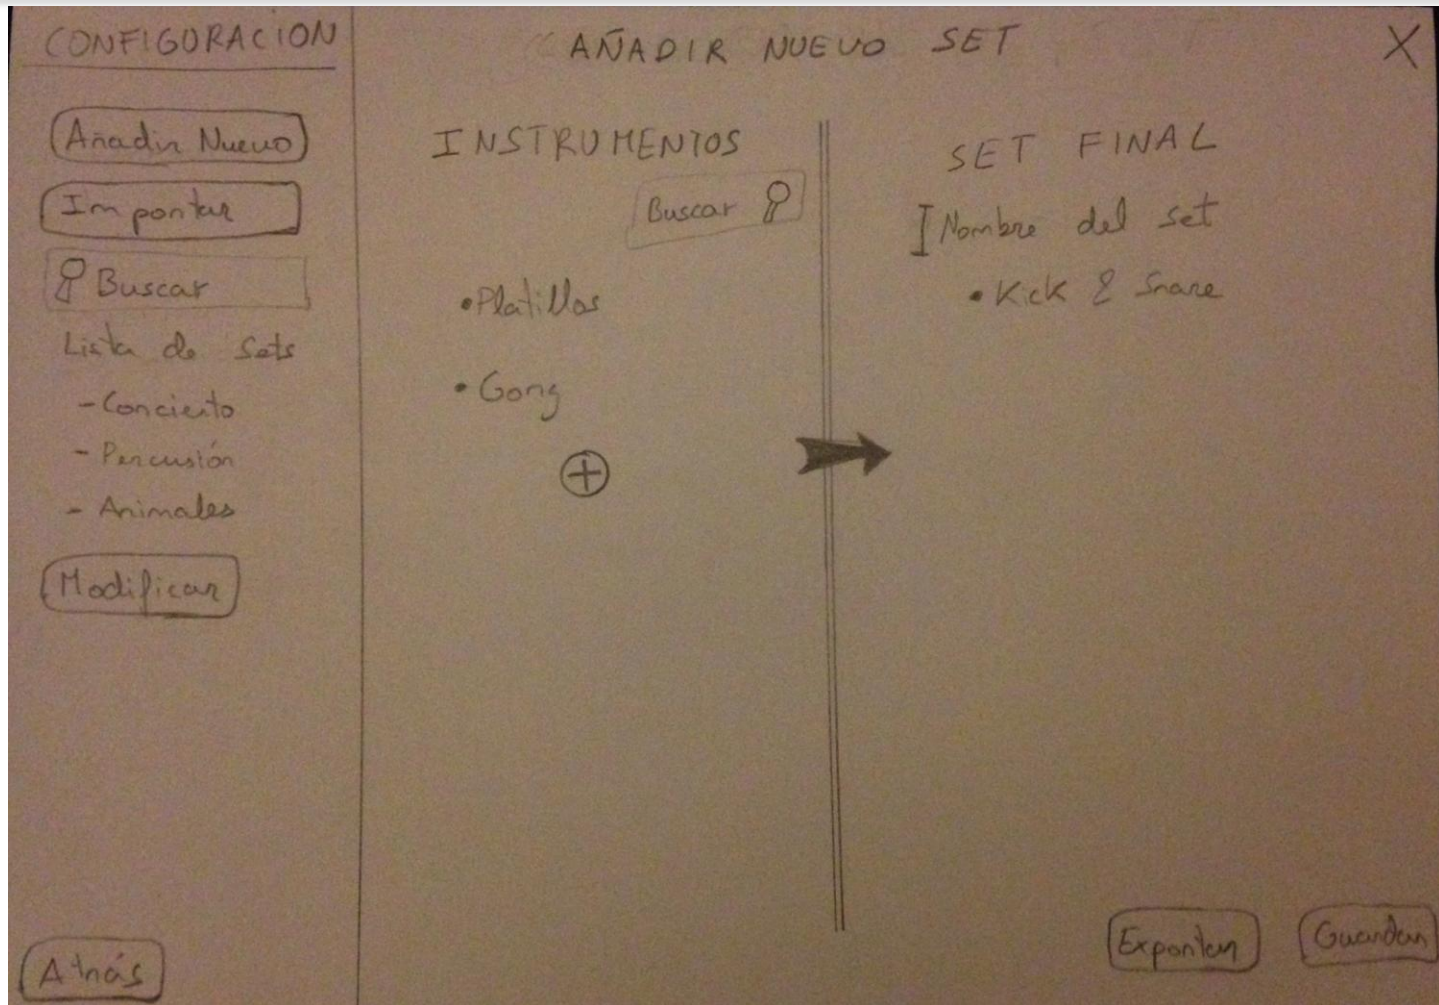 CONFIGURACION
Añadir Nuevo
Importar
Buscar
Lista de Sets
- Concierto
- Percusión
- Animales
Modificar
Atrás
AÑADIR NUEVO SET
X
INSTRUMENTOS
Buscar
• Platillos
• Gong
+
SET FINAL
Nombre del set
• Kick & Snare
Exportar
Guardar